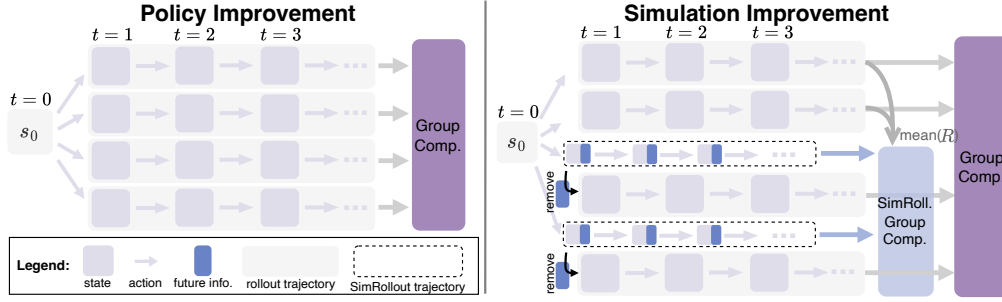 Policy Improvement
t = 1
t = 2
t = 3
t = 0
s0
Group
Comp.
Legend:
state
action
future info.
rollout trajectory
SimRollout trajectory
Simulation Improvement
t = 1
t = 2
t = 3
t = 0
s0
mean(R)
remove
remove
SimRoll.
Group
Comp.
Group
Comp.